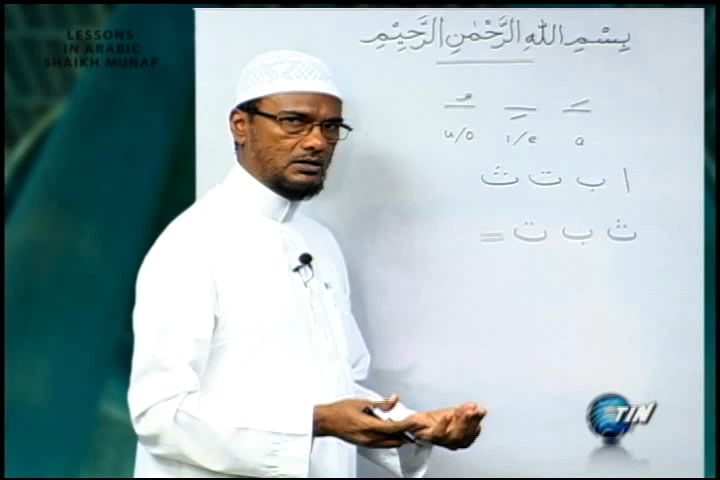 LESSONS
IN ARABIC
SHAIKH MUNAF
بِسْمِ اللهِ الرَّحْمٰنِ الرَّحِيْمِ
u/o i/e a
ا ب ت ث
ث ب ت =
TIN